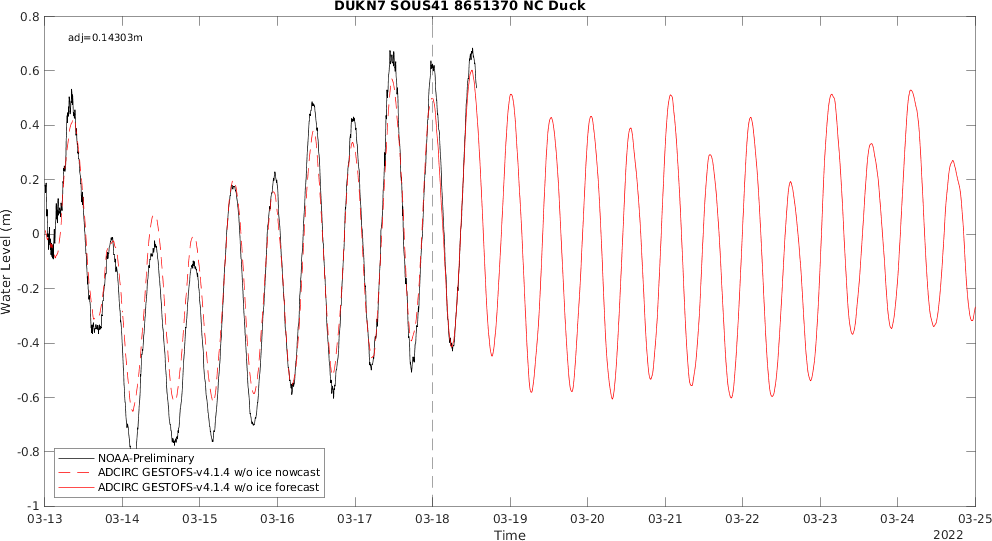 DUKN7 SOUS41 8651370 NC Duck
adj=0.14303m
0.8
0.6
0.4
0.2
0
-0.2
-0.4
-0.6
-0.8
-1
Water Level (m)
NOAA-Preliminary
ADCIRC GESTOFS-v4.1.4 w/o ice nowcast
ADCIRC GESTOFS-v4.1.4 w/o ice forecast
03-13 03-14 03-15 03-16 03-17 03-18 03-19 03-20 03-21 03-22 03-23 03-24 03-25
Time
2022